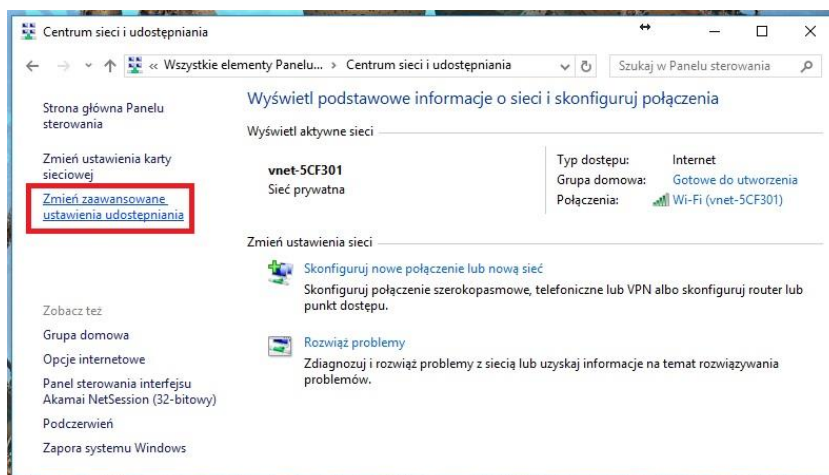 Centrum sieci i udostępniania
« Wszystkie elementy Panelu... > Centrum sieci i udostępniania
Szukaj w Panelu sterowania
Strona główna Panelu
sterowania
Zmień ustawienia karty
sieciowej
Zmień zaawansowane
ustawienia udostępniania
Wyświetl podstawowe informacje o sieci i skonfiguruj połączenia
Wyświetl aktywne sieci
vnet-5CF301
Sieć prywatna
Typ dostępu: Internet
Grupa domowa: Gotowe do utworzenia
Połączenia: Wi-Fi (vnet-5CF301)
Zmień ustawienia sieci
Skonfiguruj nowe połączenie lub nową sieć
Skonfiguruj połączenie szerokopasmowe, telefoniczne lub VPN albo skonfiguruj router lub
punkt dostępu.
Rozwiąż problemy
Zdiagnozuj i rozwiąż problemy z siecią lub uzyskaj informacje na temat rozwiązywania
problemów.
Zobacz też
Grupa domowa
Opcje internetowe
Panel sterowania interfejsu
Akamai NetSession (32-bitowy)
Podczerwień
Zapora systemu Windows